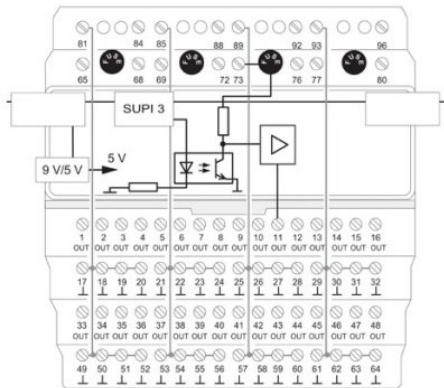 81 84 85 88 89 92 93 96
FUSE FUSE FUSE FUSE
65 68 69 72 73 76 77 80
SUPI 3
9 V/5 V 5 V
1 2 3 4 5 6 7 8 9 10 11 12 13 14 15 16
OUT OUT OUT OUT OUT OUT OUT OUT OUT OUT OUT OUT OUT OUT OUT OUT
17 18 19 20 21 22 23 24 25 26 27 28 29 30 31 32
33 34 35 36 37 38 39 40 41 42 43 44 45 46 47 48
OUT OUT OUT OUT OUT OUT OUT OUT OUT OUT OUT OUT OUT OUT OUT OUT
49 50 51 52 53 54 55 56 57 58 59 60 61 62 63 64